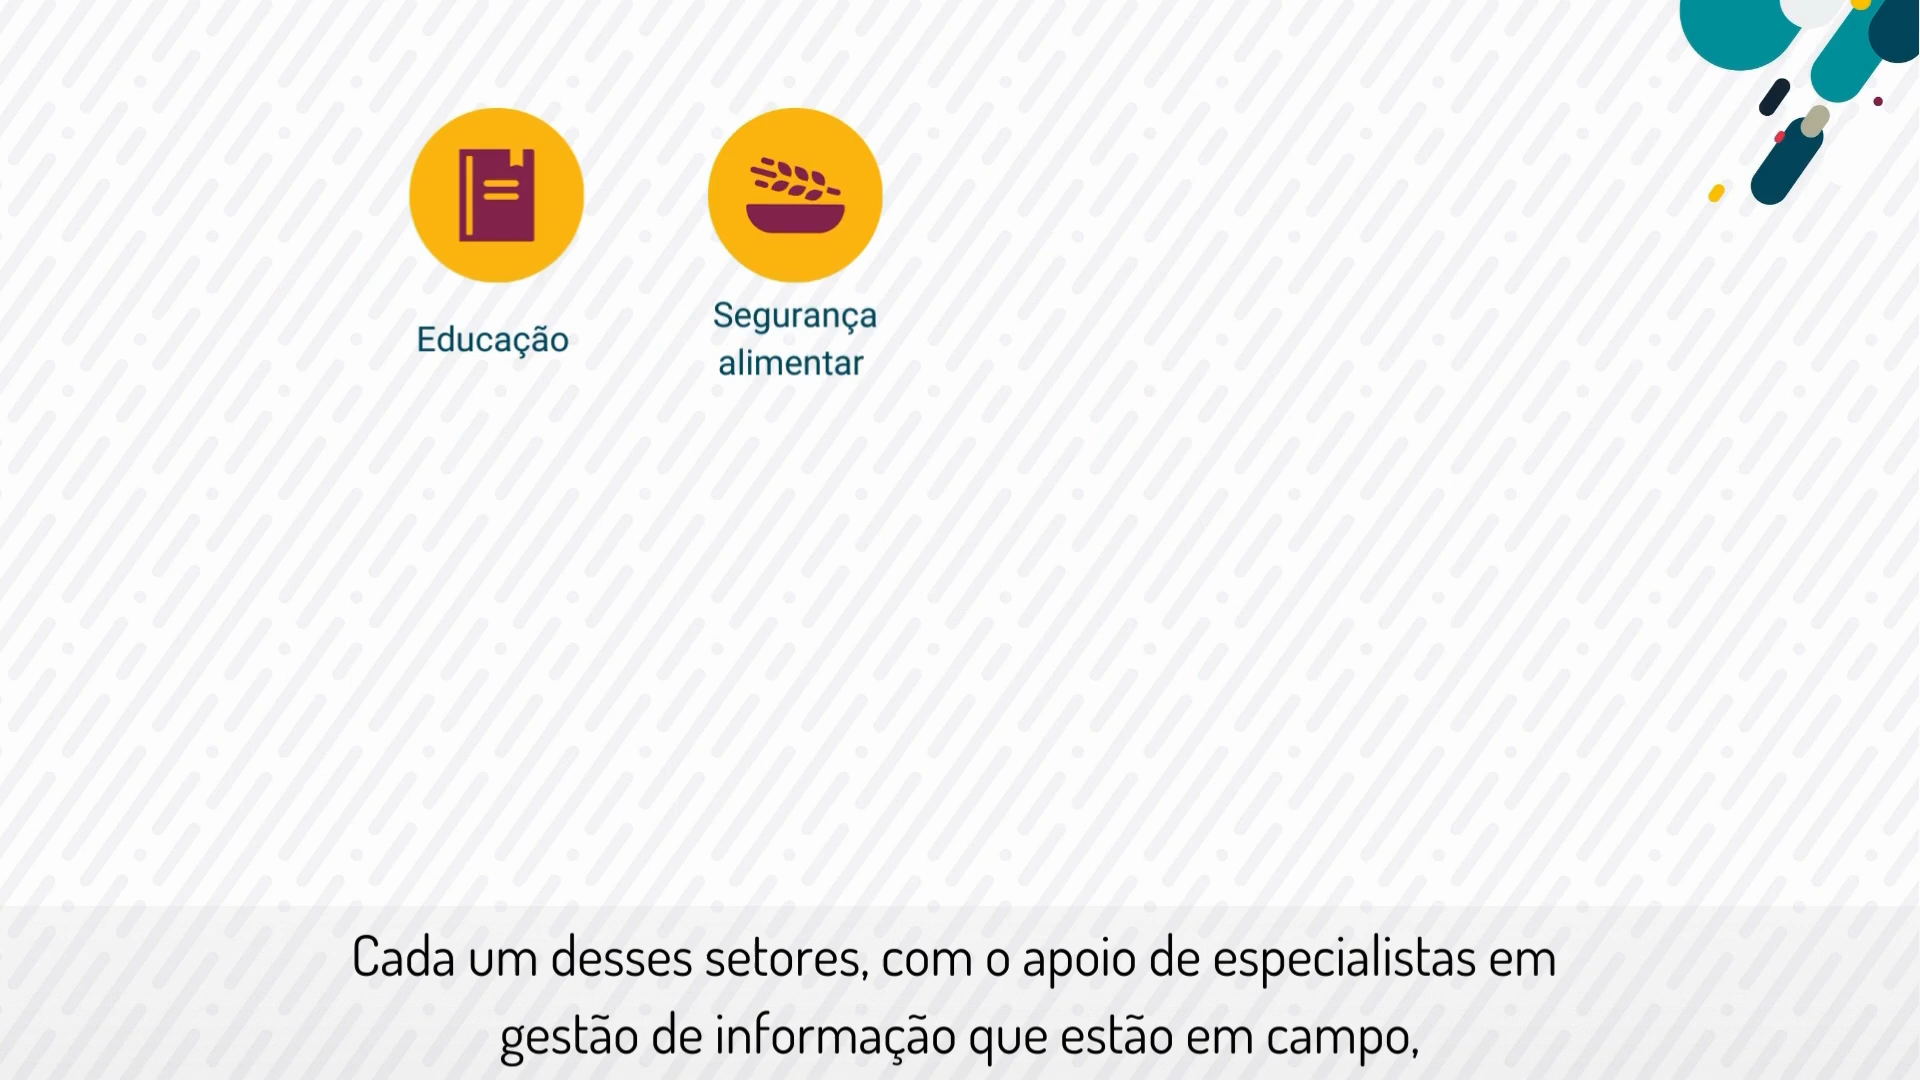 Educação
Segurança
alimentar
Cada um desses setores, com o apoio de especialistas em
gestão de informação que estão em campo,